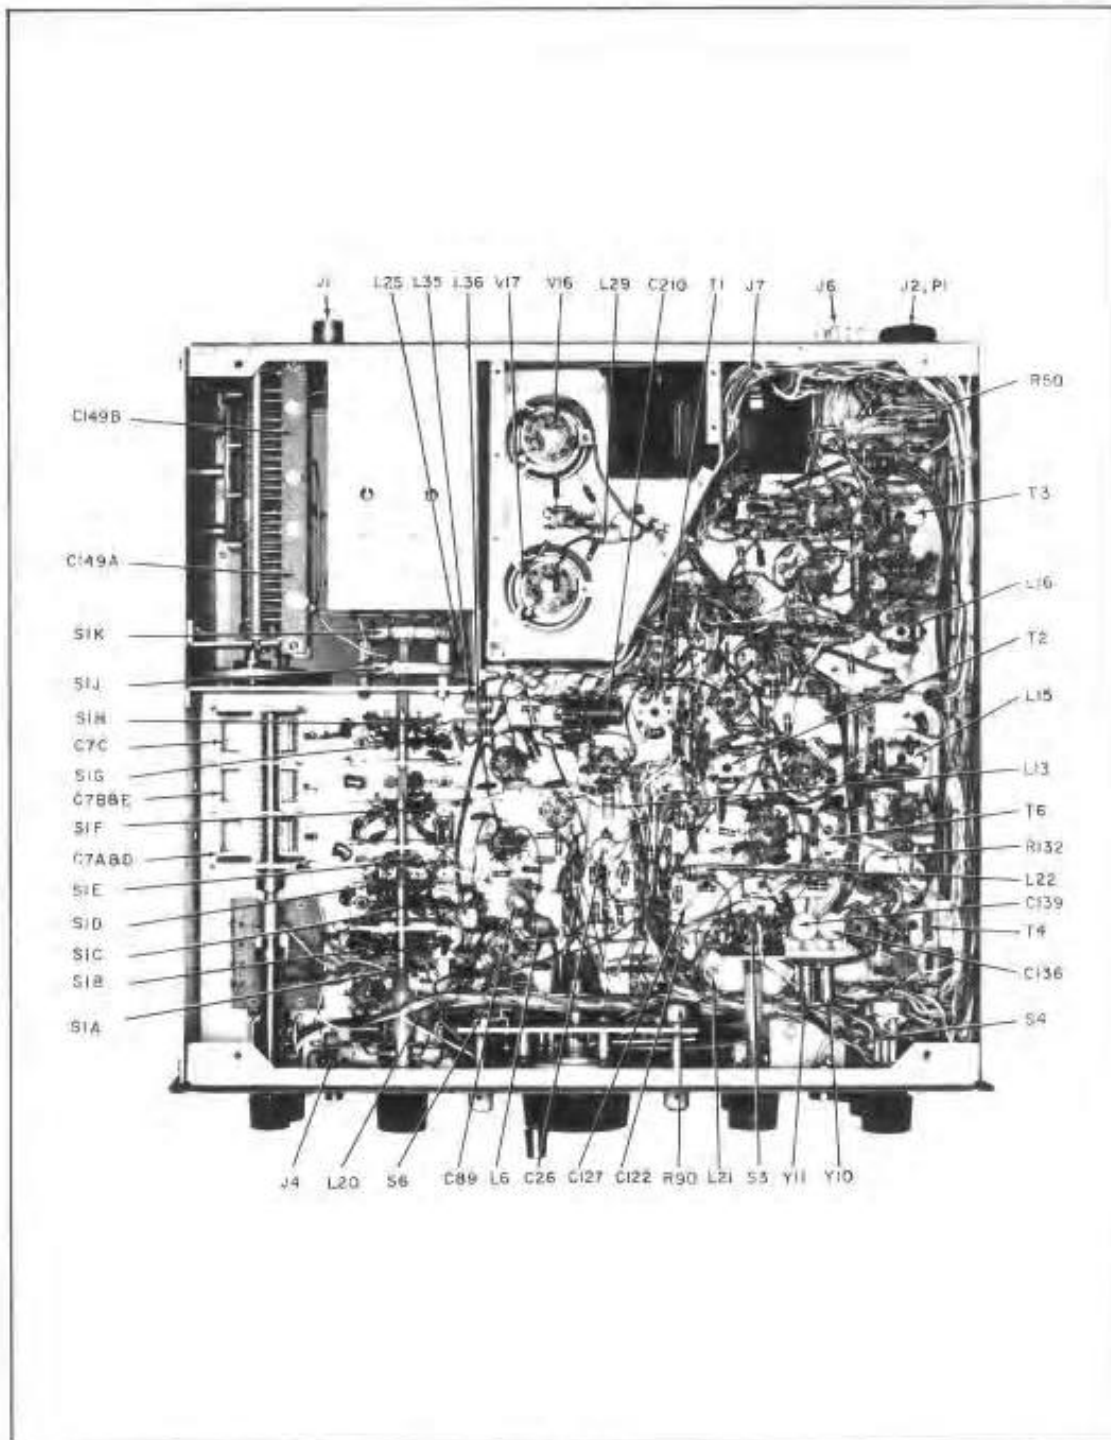 J1 L25 L35 L36 V17 V16 L29 C210 T1 J7 J6 J2, P1
R50
C149B
T3
C149A
L16
S1K
T2
S1J
L15
S1H
C7C
S1G
L13
C7B&E
T6
S1F
R132
C7A&D
L22
S1E
C139
S1D
T4
S1C
C136
S1B
S4
S1A
J4 L20 S6 C89 L6 C26 C127 C122 R90 L21 S3 Y11 Y10